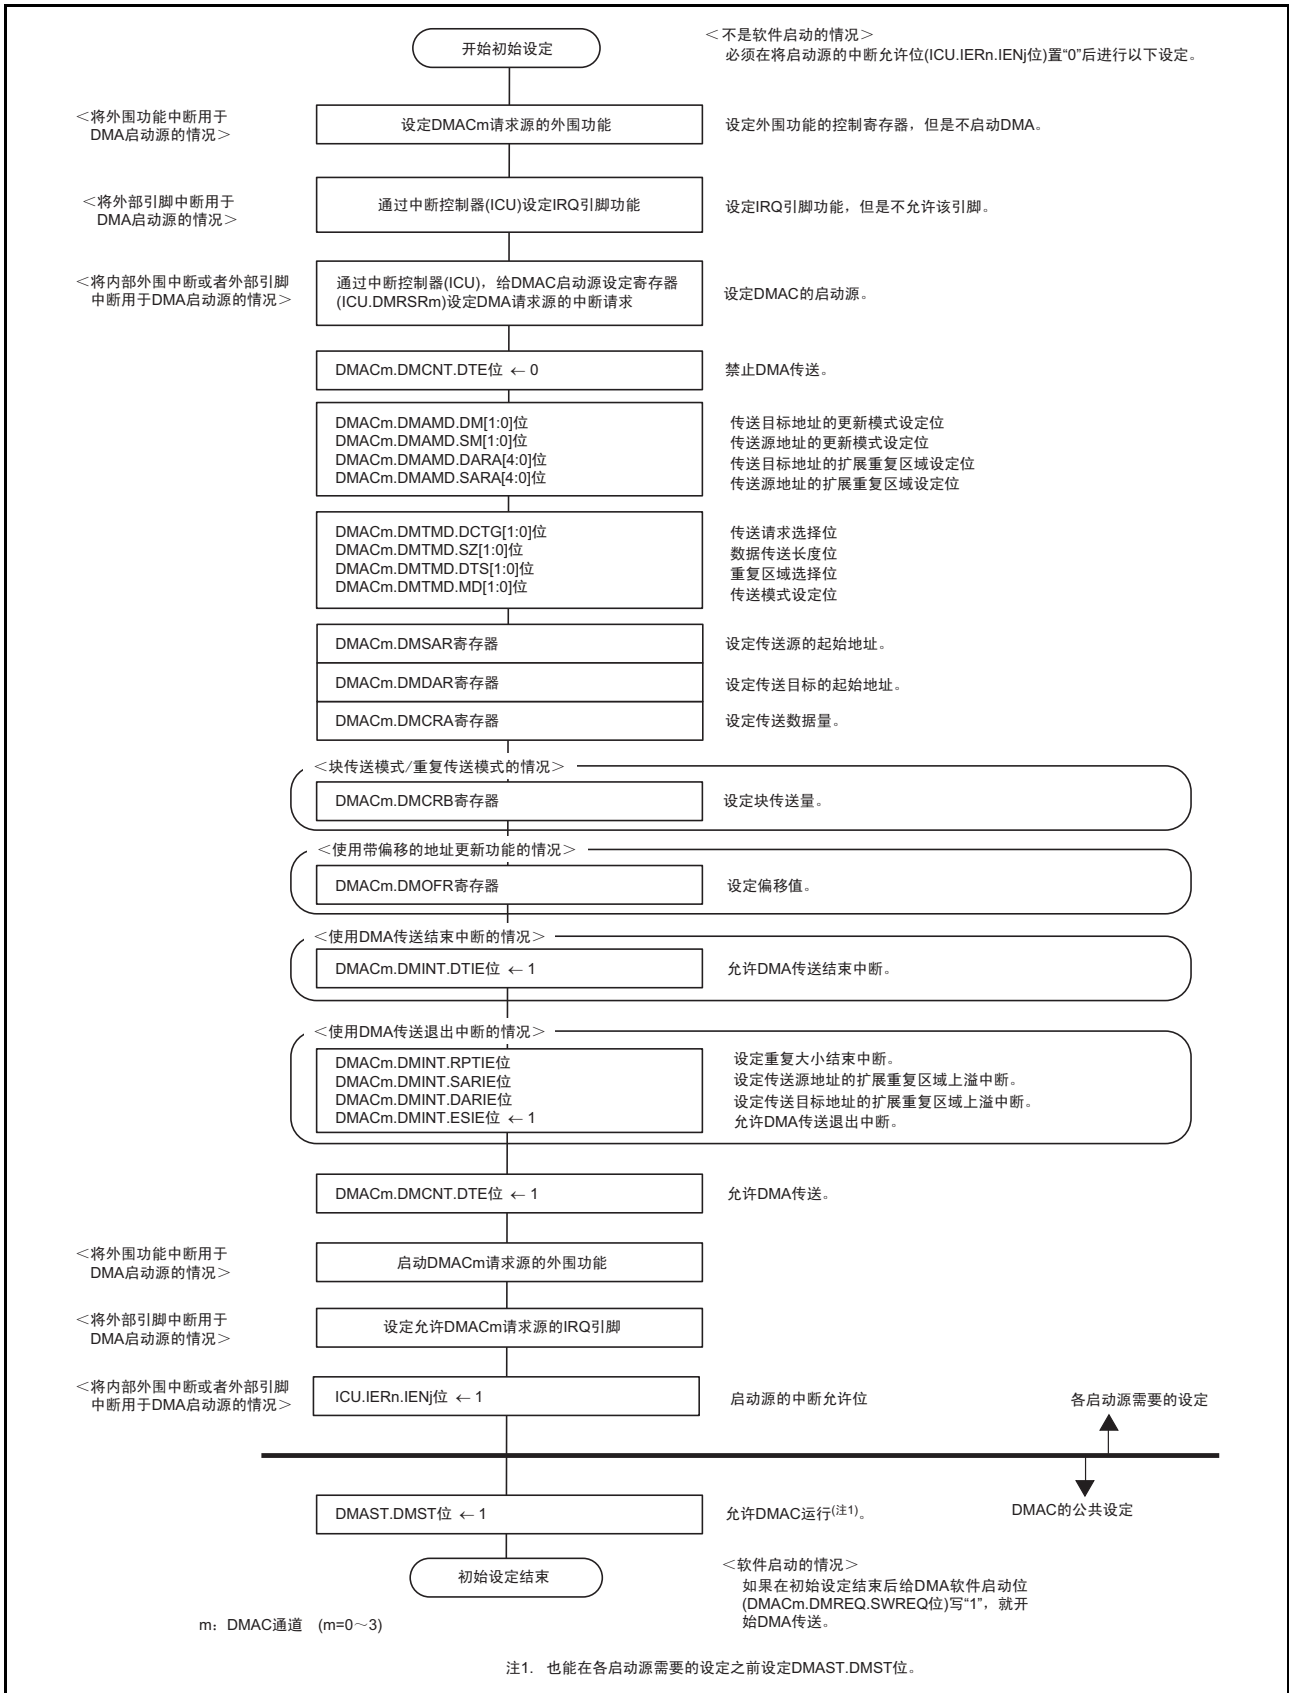 开始初始设定
＜不是软件启动的情况＞
必须在将启动源的中断允许位(ICU.IERn.IENj位)置“0”后进行以下设定。
＜将外围功能中断用于
DMA启动源的情况＞
设定DMACm请求源的外围功能
设定外围功能的控制寄存器，但是不启动DMA。
＜将外部引脚中断用于
DMA启动源的情况＞
通过中断控制器(ICU)设定IRQ引脚功能
设定IRQ引脚功能，但是不允许该引脚。
＜将内部外围中断或者外部引脚
中断用于DMA启动源的情况＞
通过中断控制器(ICU)，给DMAC启动源设定寄存器
(ICU.DMRSRm)设定DMA请求源的中断请求
设定DMAC的启动源。
DMACm.DMCNT.DTE位 ← 0
禁止DMA传送。
DMACm.DMAMD.DM[1:0]位
传送目标地址的更新模式设定位
DMACm.DMAMD.SM[1:0]位
传送源地址的更新模式设定位
DMACm.DMAMD.DARA[4:0]位
传送目标地址的扩展重复区域设定位
DMACm.DMAMD.SARA[4:0]位
传送源地址的扩展重复区域设定位
DMACm.DMTMD.DCTG[1:0]位
传送请求选择位
DMACm.DMTMD.SZ[1:0]位
数据传送长度位
DMACm.DMTMD.DTS[1:0]位
重复区域选择位
DMACm.DMTMD.MD[1:0]位
传送模式设定位
DMACm.DMSAR寄存器
设定传送源的起始地址。
DMACm.DMDAR寄存器
设定传送目标的起始地址。
DMACm.DMCRA寄存器
设定传送数据量。
＜块传送模式/重复传送模式的情况＞
DMACm.DMCRB寄存器
设定块传送量。
＜使用带偏移的地址更新功能的情况＞
DMACm.DMOFR寄存器
设定偏移值。
＜使用DMA传送结束中断的情况＞
DMACm.DMINT.DTIE位 ← 1
允许DMA传送结束中断。
＜使用DMA传送退出中断的情况＞
DMACm.DMINT.RPTIE位
设定重复大小结束中断。
DMACm.DMINT.SARIE位
设定传送源地址的扩展重复区域上溢中断。
DMACm.DMINT.DARIE位
设定传送目标地址的扩展重复区域上溢中断。
DMACm.DMINT.ESIE位 ← 1
允许DMA传送退出中断。
DMACm.DMCNT.DTE位 ← 1
允许DMA传送。
＜将外围功能中断用于
DMA启动源的情况＞
启动DMACm请求源的外围功能
＜将外部引脚中断用于
DMA启动源的情况＞
设定允许DMACm请求源的IRQ引脚
＜将内部外围中断或者外部引脚
中断用于DMA启动源的情况＞
ICU.IERn.IENj位 ← 1
启动源的中断允许位
各启动源需要的设定
DMAST.DMST位 ← 1
允许DMAC运行(注1)。
DMAC的公共设定
初始设定结束
＜软件启动的情况＞
如果在初始设定结束后给DMA软件启动位
(DMACm.DMREQ.SWREQ位)写“1”，就开
始DMA传送。
m：DMAC通道 (m=0～3)
注1. 也能在各启动源需要的设定之前设定DMAST.DMST位。